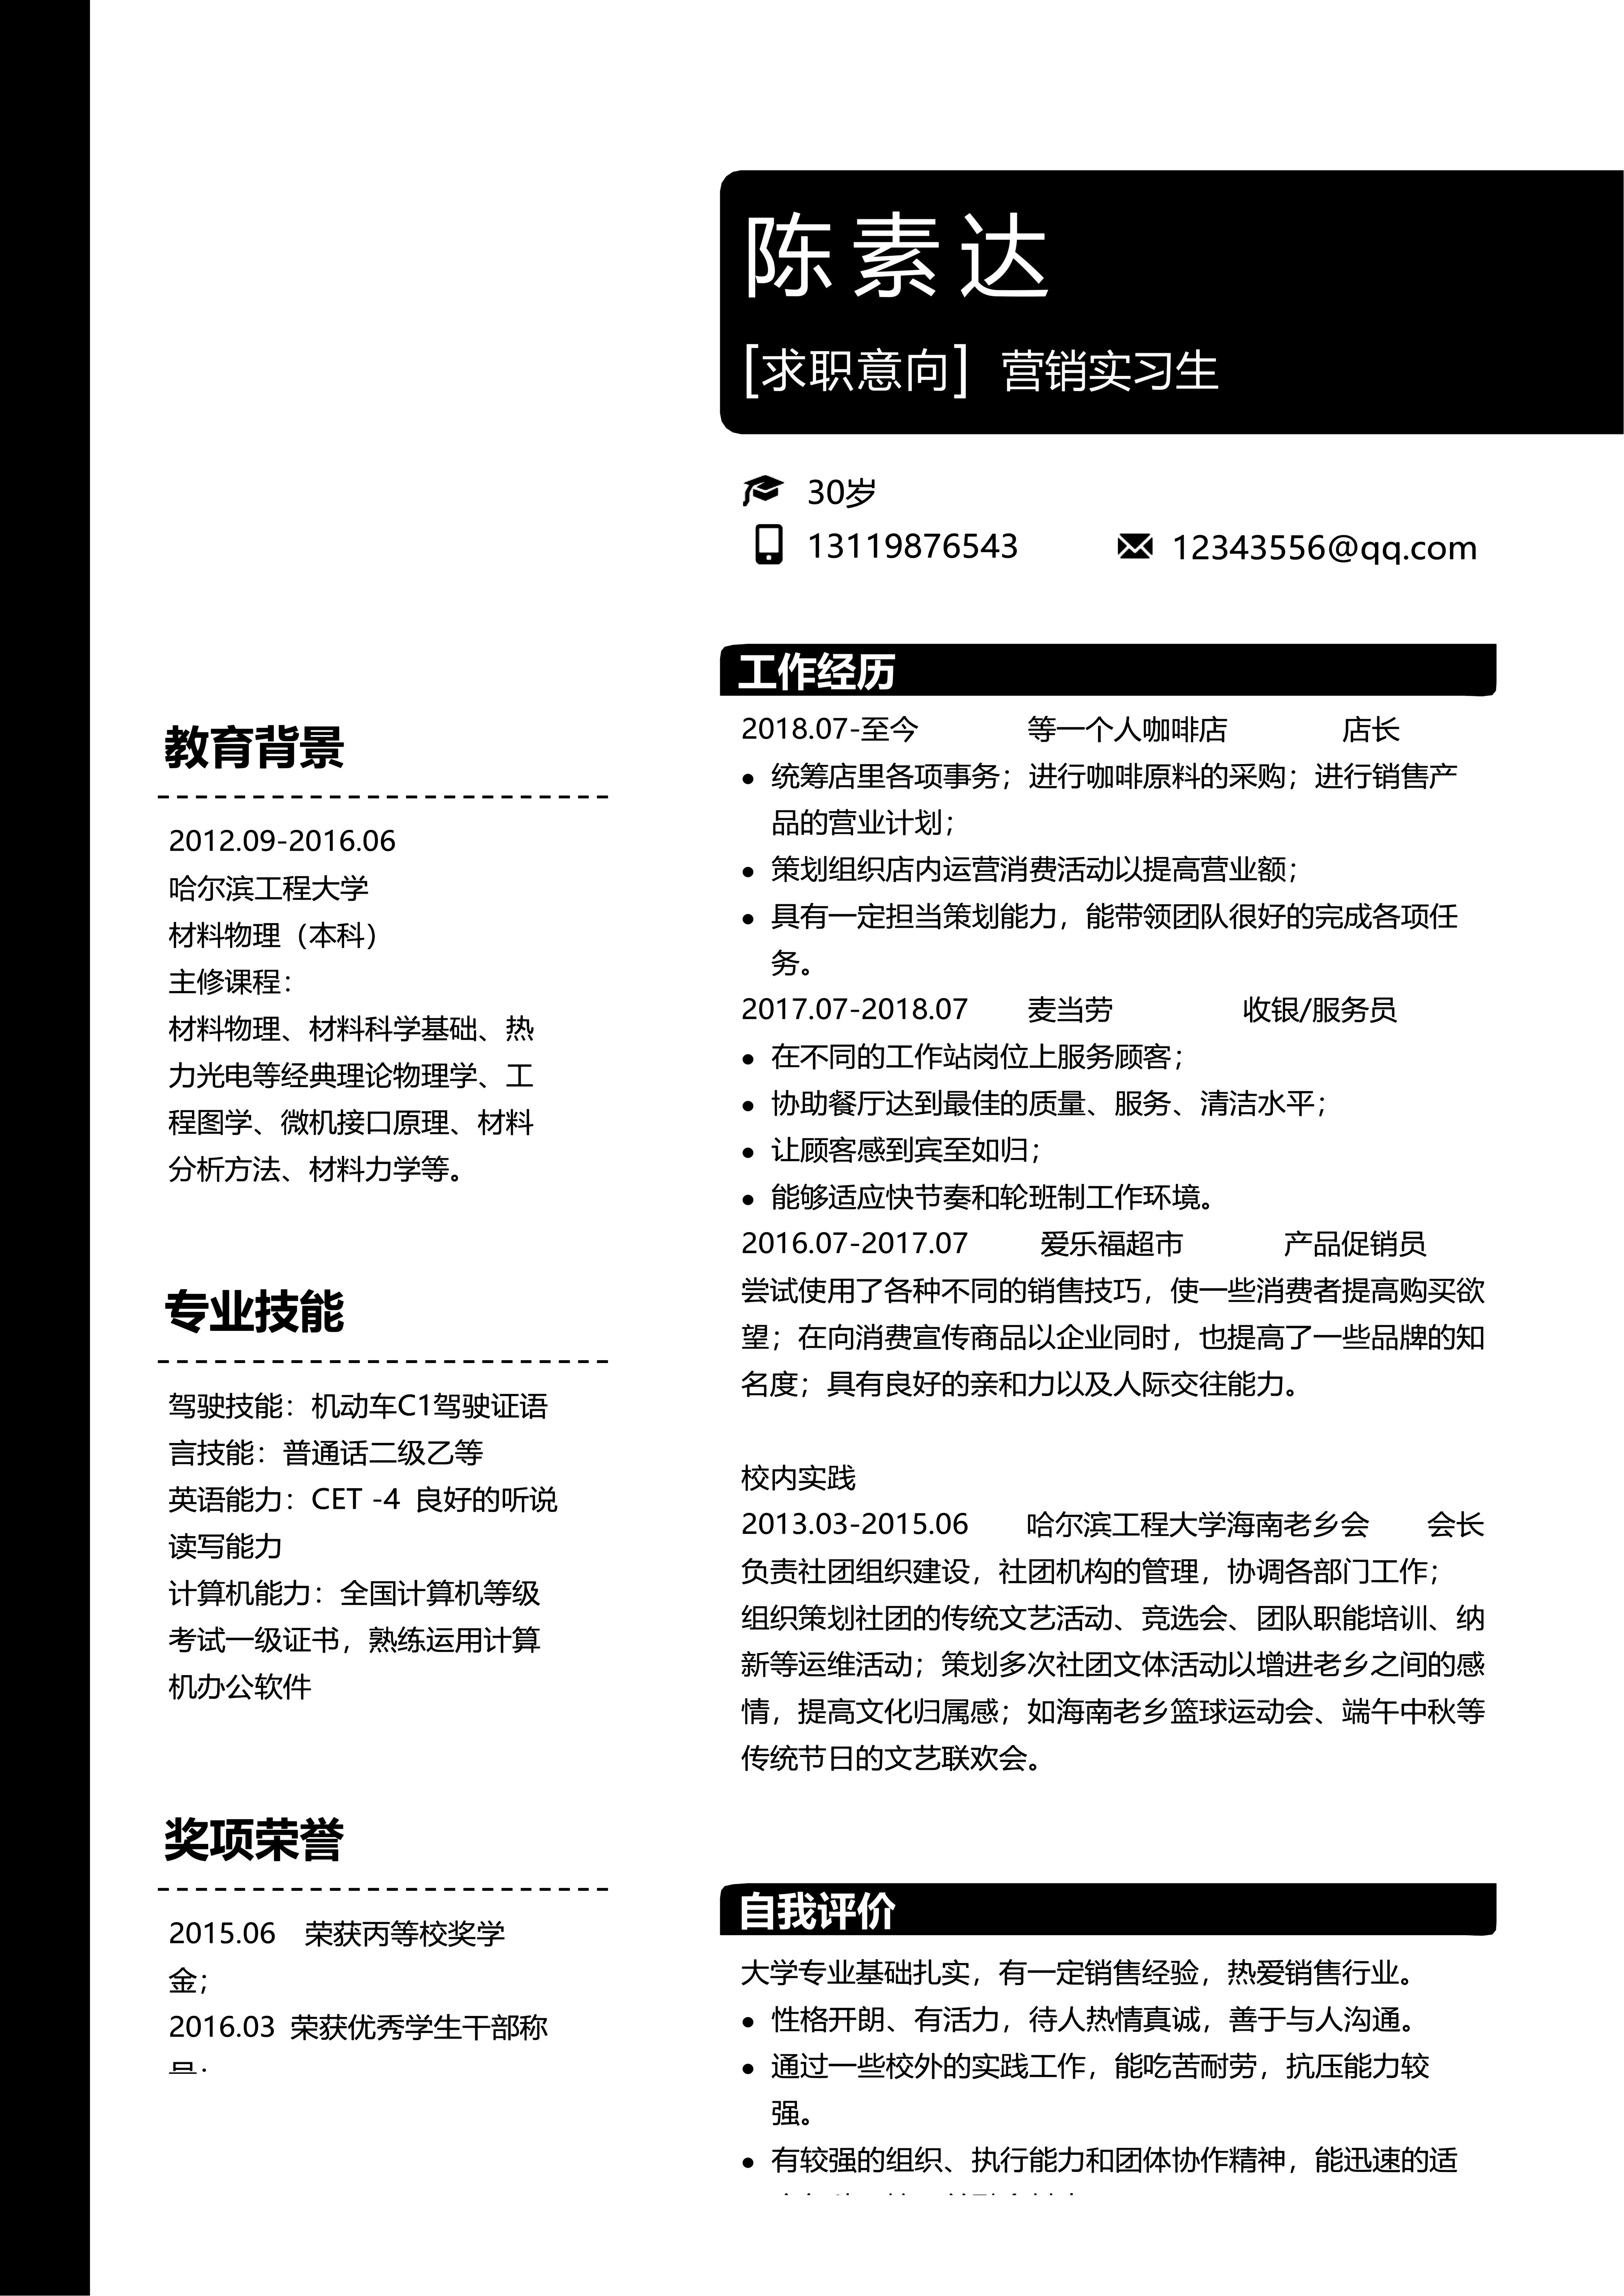 陈素达
[求职意向] 营销实习生
30岁
13119876543 12343556@qq.com
教育背景
2012.09-2016.06
哈尔滨工程大学
材料物理（本科）
主修课程：
材料物理、材料科学基础、热
力光电等经典理论物理学、工
程图学、微机接口原理、材料
分析方法、材料力学等。
专业技能
驾驶技能：机动车C1驾驶证语
言技能：普通话二级乙等
英语能力：CET -4 良好的听说
读写能力
计算机能力：全国计算机等级
考试一级证书，熟练运用计算
机办公软件
奖项荣誉
2015.06 荣获丙等校奖学
金；
2016.03 荣获优秀学生干部称
工作经历
2018.07-至今 等一个人咖啡店 店长
● 统筹店里各项事务；进行咖啡原料的采购；进行销售产
品的营业计划；
● 策划组织店内运营消费活动以提高营业额；
● 具有一定担当策划能力，能带领团队很好的完成各项任
务。
2017.07-2018.07 麦当劳 收银/服务员
● 在不同的工作站岗位上服务顾客；
● 协助餐厅达到最佳的质量、服务、清洁水平；
● 让顾客感到宾至如归；
● 能够适应快节奏和轮班制工作环境。
2016.07-2017.07 爱乐福超市 产品促销员
尝试使用了各种不同的销售技巧，使一些消费者提高购买欲
望；在向消费宣传商品以企业同时，也提高了一些品牌的知
名度；具有良好的亲和力以及人际交往能力。
校内实践
2013.03-2015.06 哈尔滨工程大学海南老乡会 会长
负责社团组织建设，社团机构的管理，协调各部门工作；
组织策划社团的传统文艺活动、竞选会、团队职能培训、纳
新等运维活动；策划多次社团文体活动以增进老乡之间的感
情，提高文化归属感；如海南老乡篮球运动会、端午中秋等
传统节日的文艺联欢会。
自我评价
大学专业基础扎实，有一定销售经验，热爱销售行业。
● 性格开朗、有活力，待人热情真诚，善于与人沟通。
● 通过一些校外的实践工作，能吃苦耐劳，抗压能力较
强。
● 有较强的组织、执行能力和团体协作精神，能迅速的适